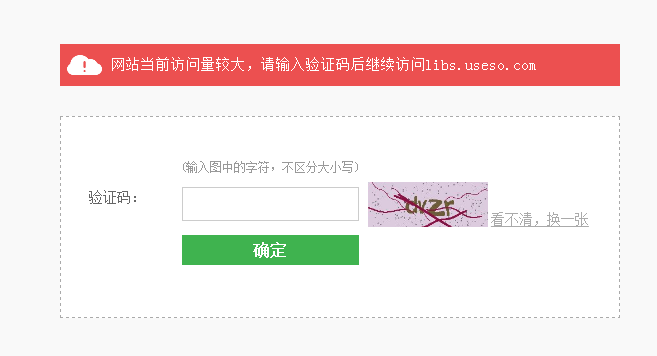 网站当前访问量较大，请输入验证码后继续访问libs.useso.com
(输入图中的字符，不区分大小写)
验证码：
看不清，换一张
确定